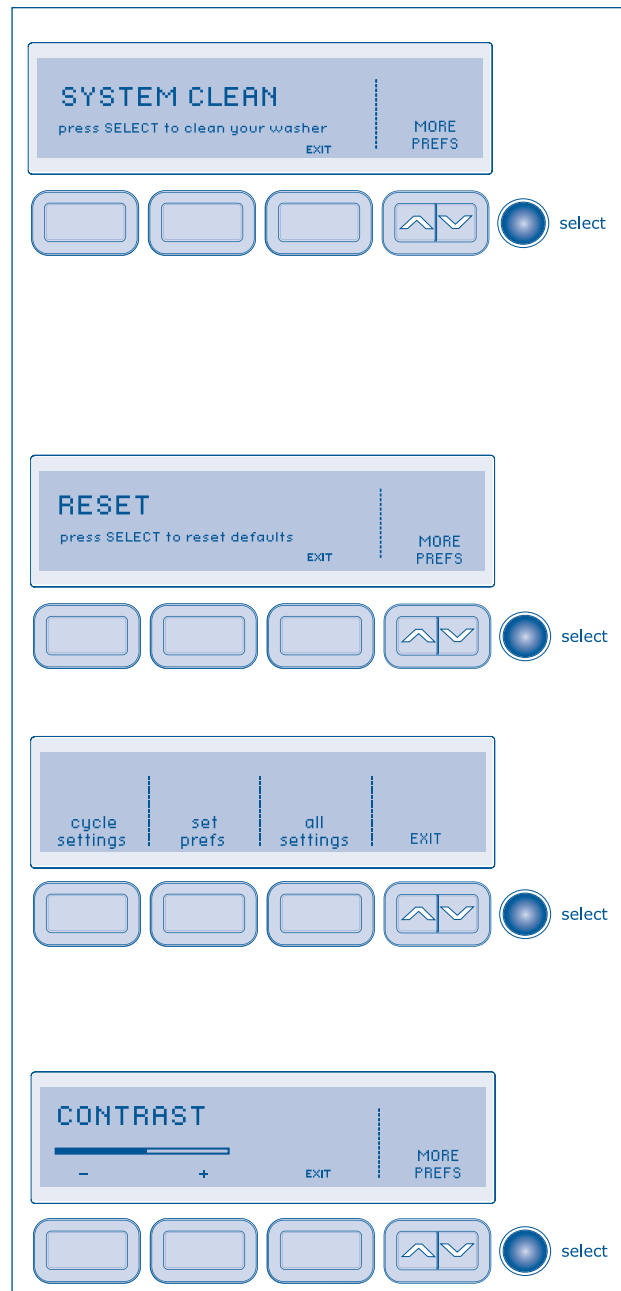 SYSTEM CLEAN
press SELECT to clean your washer
EXIT
MORE
PREFS
select
RESET
press SELECT to reset defaults
EXIT
MORE
PREFS
select
cycle
settings
set
prefs
all
settings
EXIT
select
CONTRAST
- +
EXIT
MORE
PREFS
select